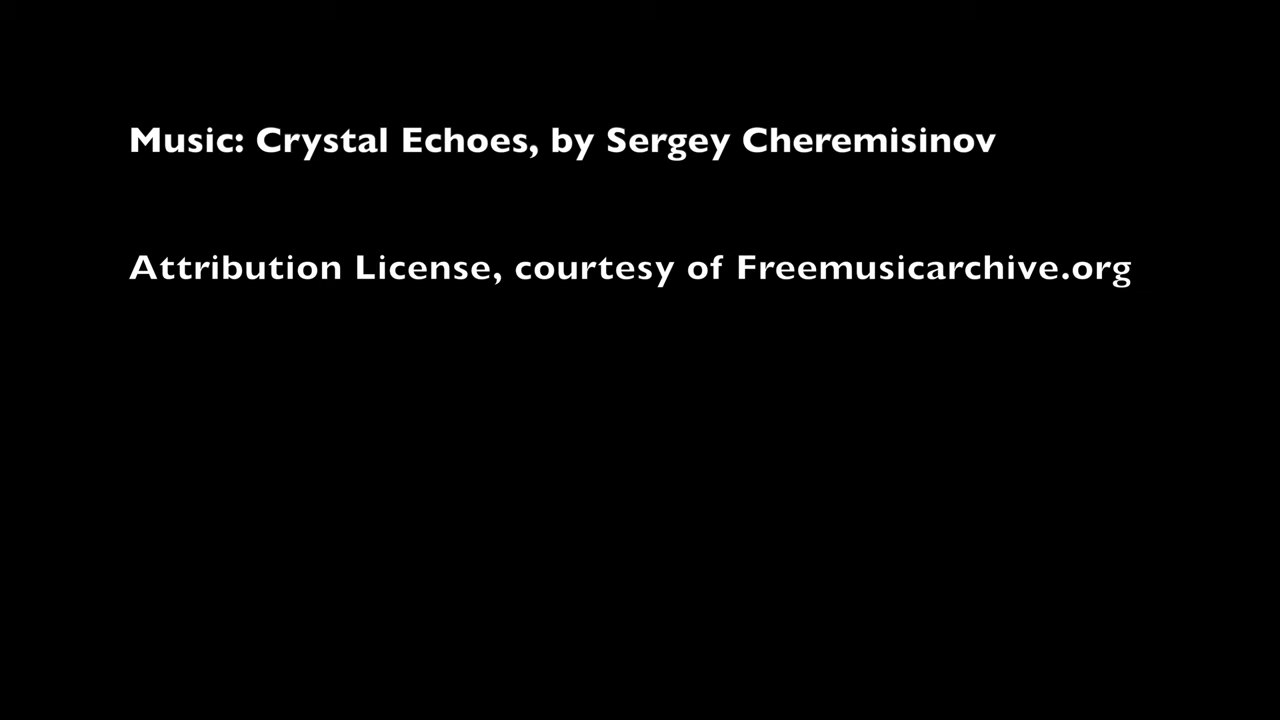 Music: Crystal Echoes, by Sergey Cheremisinov
Attribution License, courtesy of Freemusicarchive.org